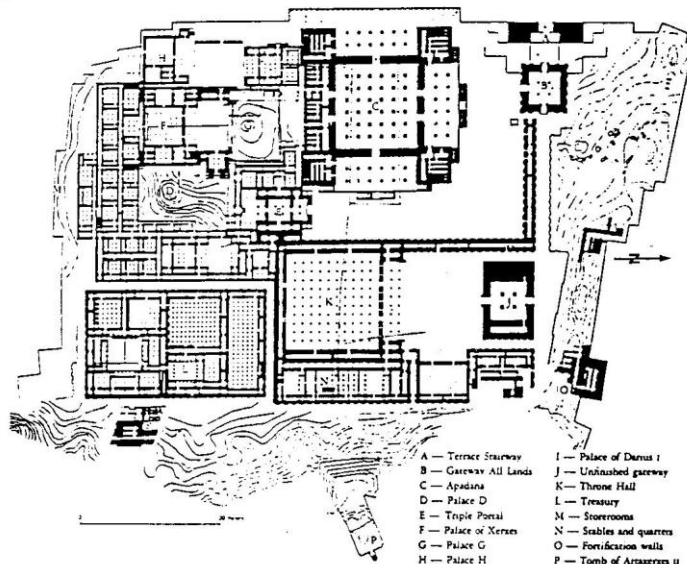 H
F
G
D
C
B
E
K
J
N
L
N
O
P
A — Terrace Stairway
B — Gateway All Lands
C — Apadana
D — Palace D
E — Triple Portal
F — Palace of Xerxes
G — Palace G
H — Palace H
I — Palace of Darius I
J — Unfinished gateway
K — Throne Hall
L — Treasury
M — Storerooms
N — Stables and quarters
O — Fortification walls
P — Tomb of Artaxerxes II